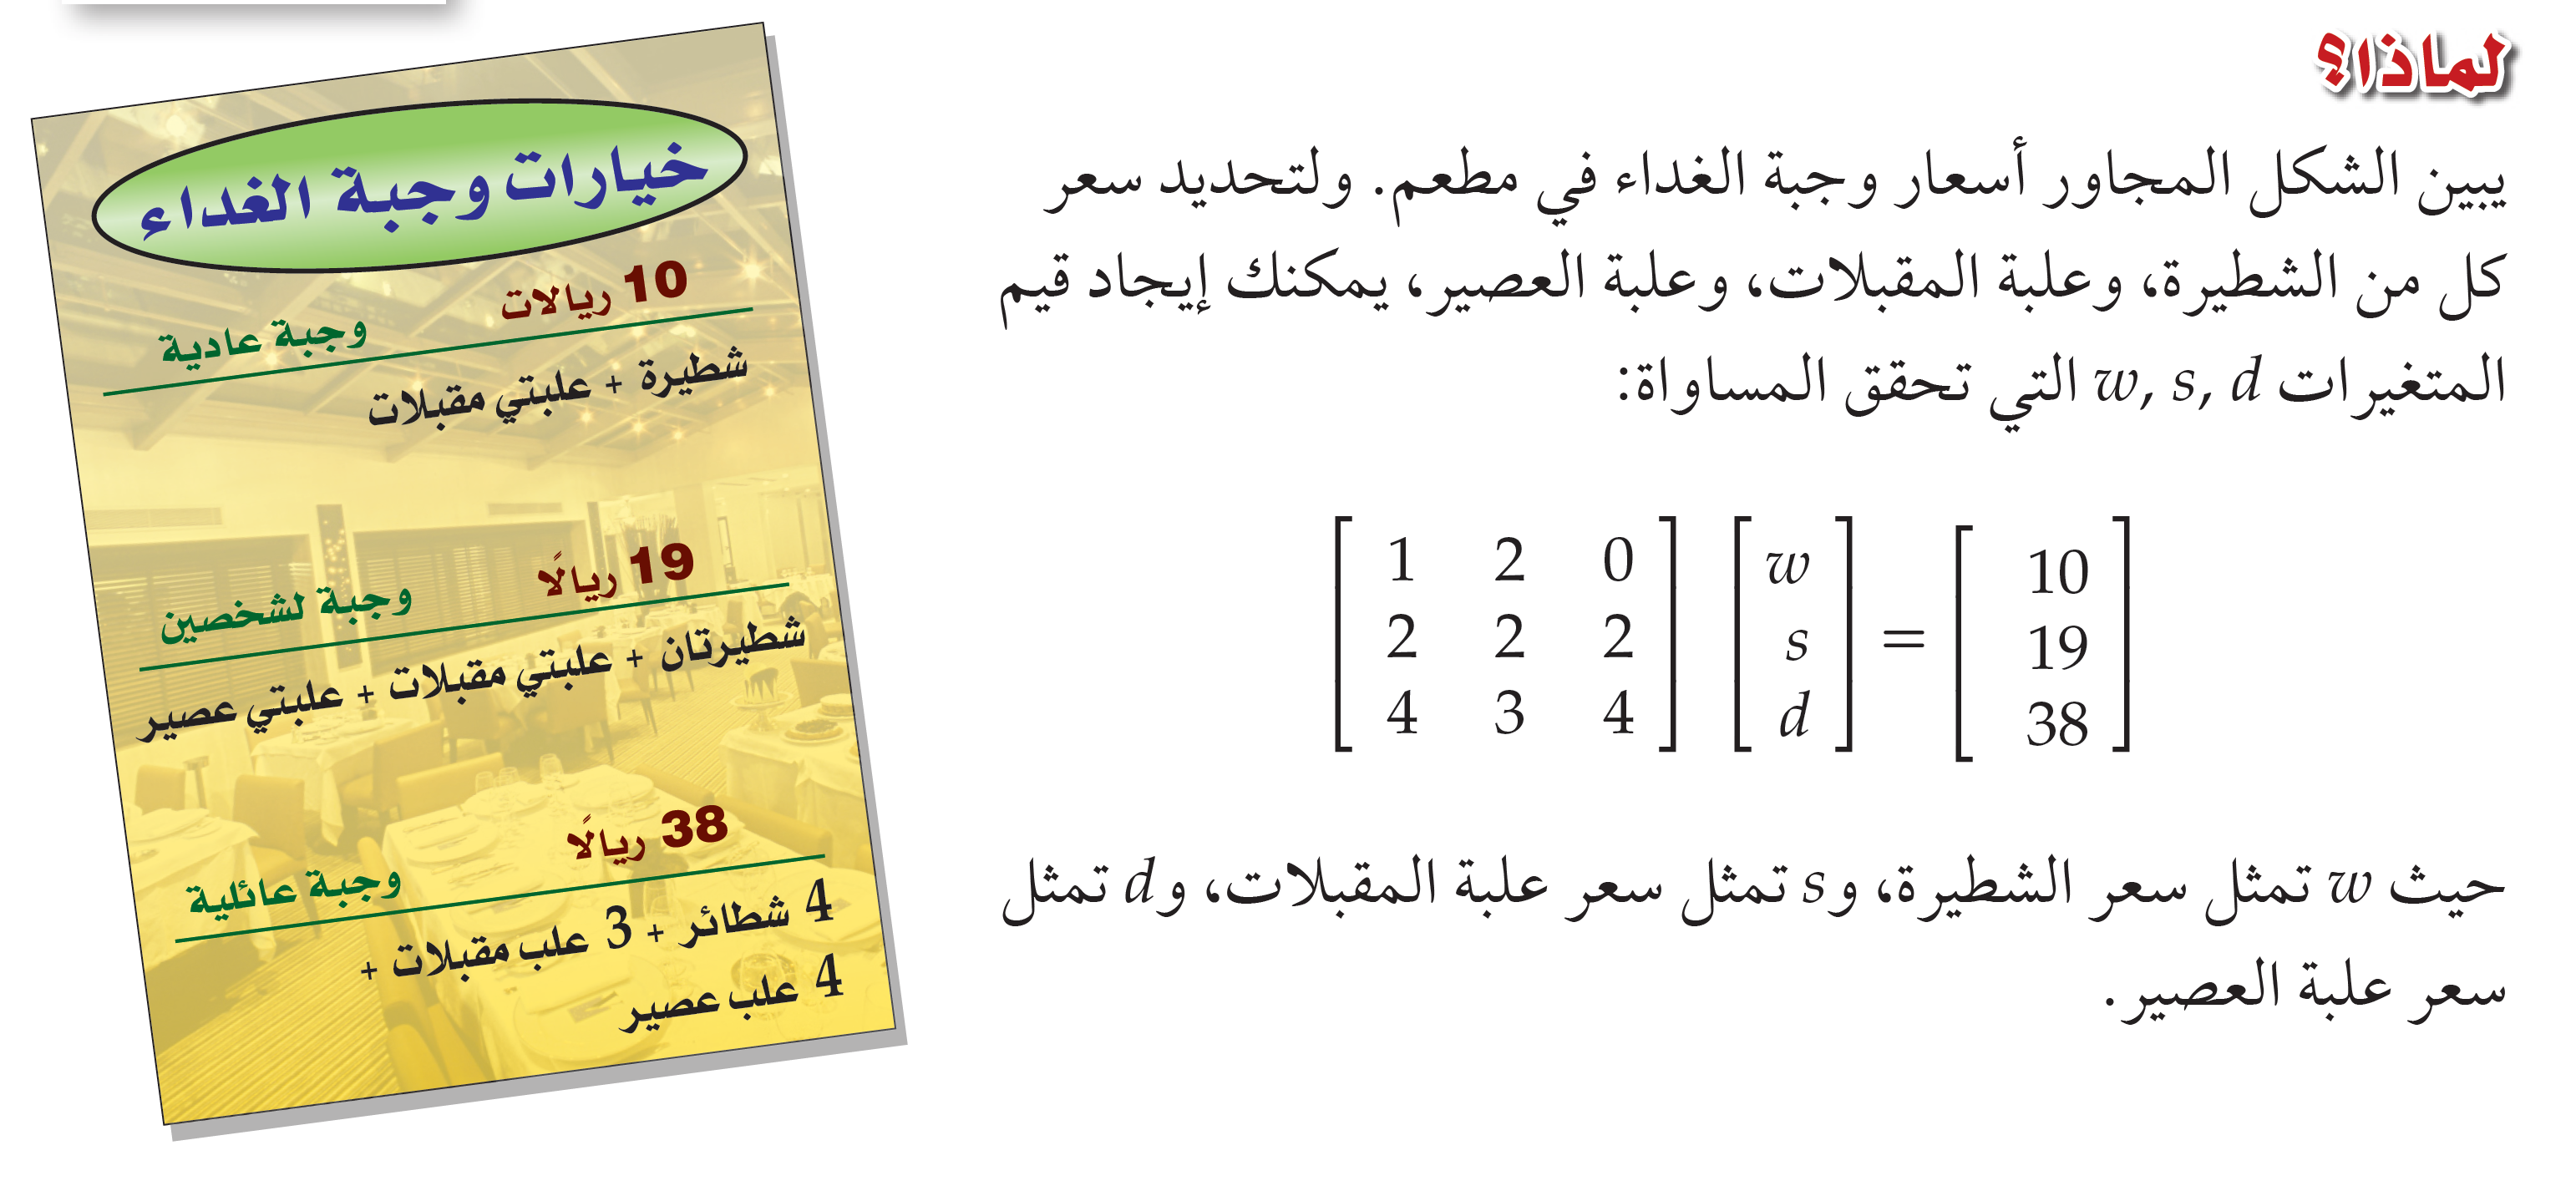 لماذا؟
يبين الشكل المجاور أسعار وجبة الغداء في مطعم. ولتحديد سعر
كل من الشطيرة، وعلبة المقبلات، وعلبة العصير، يمكنك إيجاد قيم
المتغيرات w, s, d التي تحقق المساواة:
[1 2 0] [w] = [10]
[2 2 2] [s] = [19]
[4 3 4] [d] = [38]
حيث w تمثل سعر الشطيرة، و s تمثل سعر علبة المقبلات، و d تمثل
سعر علبة العصير.
خيارات وجبة الغداء
10 ريالات
وجبة عادية
شطيرة + علبتي مقبلات
19 ريالًا
وجبة لشخصين
شطيرتان + علبتي مقبلات + علبتي عصير
38 ريالًا
وجبة عائلية
4 شطائر + 3 علب مقبلات +
4 علب عصير